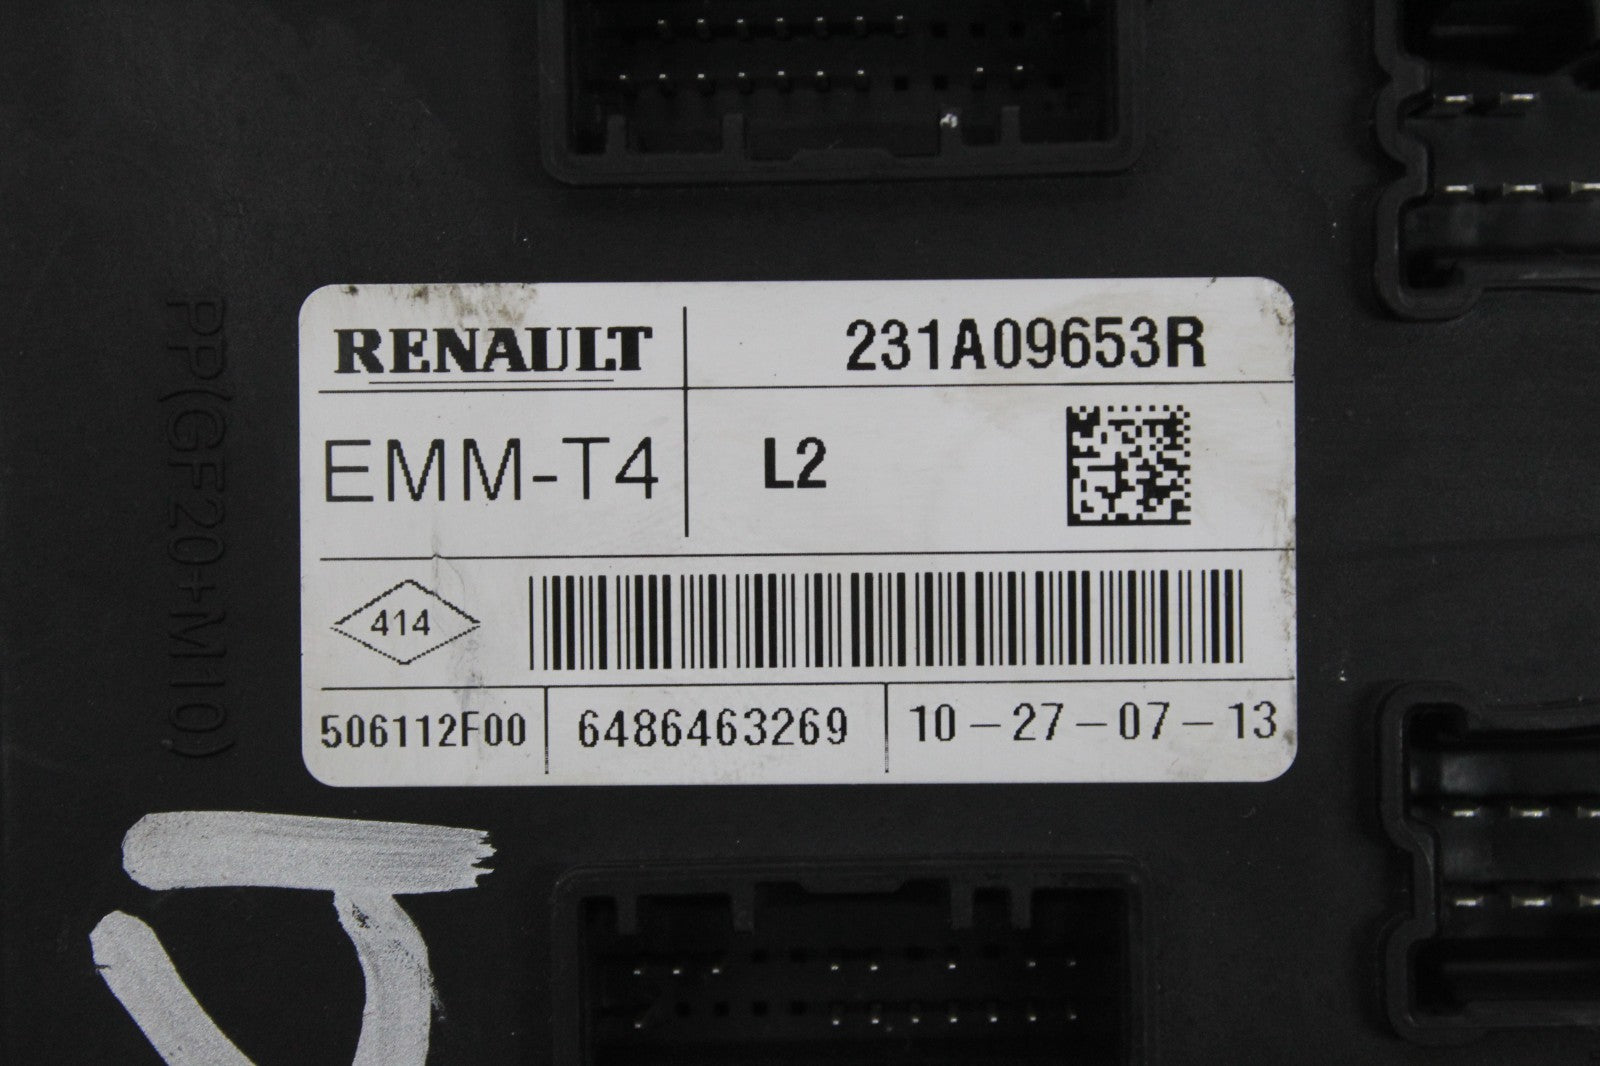 RENAULT 231A09653R
EMM-T4 L2
414
506112F00 6486463269 10-27-07-13
PP(GF20+M10)